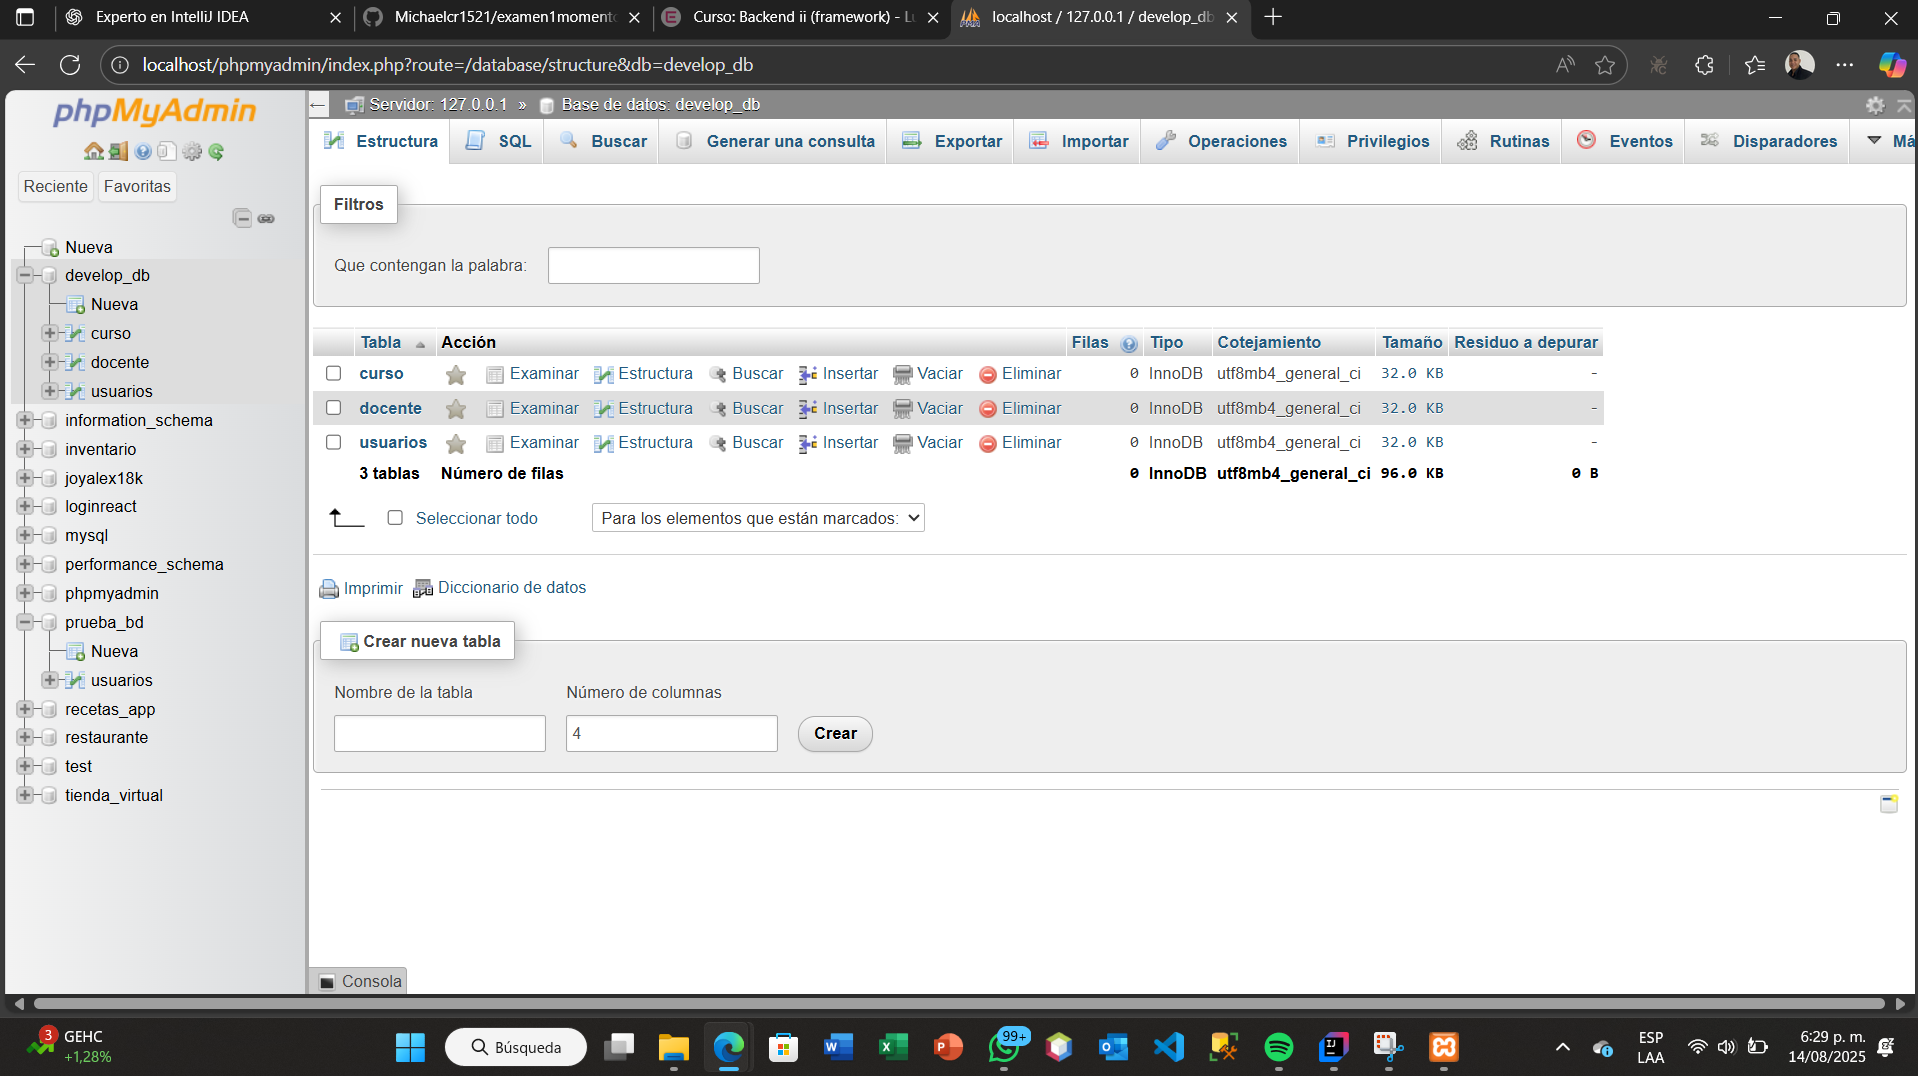 Experto en IntelliJ IDEA
Michaelcr1521/examen1moment
Curso: Backend ii (framework) - L
localhost / 127.0.0.1 / develop_db
localhost/phpmyadmin/index.php?route=/database/structure&db=develop_db
phpMyAdmin
Reciente
Favoritas
Nueva
develop_db
Nueva
curso
docente
usuarios
information_schema
inventario
joyalex18k
loginreact
mysql
performance_schema
phpmyadmin
prueba_bd
Nueva
usuarios
recetas_app
restaurante
test
tienda_virtual
Servidor: 127.0.0.1 » Base de datos: develop_db
Estructura
SQL
Buscar
Generar una consulta
Exportar
Importar
Operaciones
Privilegios
Rutinas
Eventos
Disparadores
Má
Filtros
Que contengan la palabra:
Tabla Acción Filas Tipo Cotejamiento Tamaño Residuo a depurar
curso Examinar Estructura Buscar Insertar Vaciar Eliminar 0 InnoDB utf8mb4_general_ci 32.0 KB -
docente Examinar Estructura Buscar Insertar Vaciar Eliminar 0 InnoDB utf8mb4_general_ci 32.0 KB -
usuarios Examinar Estructura Buscar Insertar Vaciar Eliminar 0 InnoDB utf8mb4_general_ci 32.0 KB -
3 tablas Número de filas 0 InnoDB utf8mb4_general_ci 96.0 KB 0 B
Seleccionar todo
Para los elementos que están marcados:
Imprimir Diccionario de datos
Crear nueva tabla
Nombre de la tabla
Número de columnas
4
Crear
Consola
3
GEHC
+1,28%
Búsqueda
99+
ESP
LAA
6:29 p. m.
14/08/2025